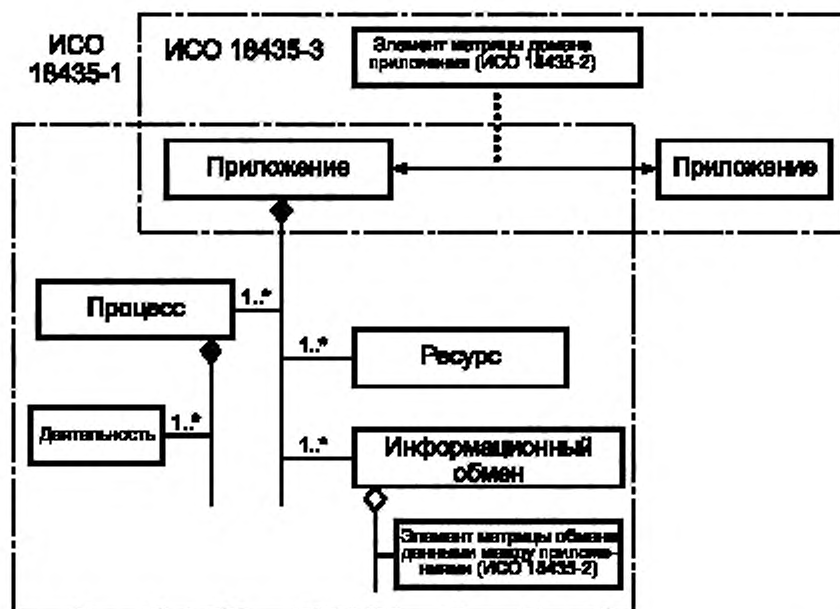 ИСО
18435-1
ИСО 18435-3
Элемент матрицы домена
приложения (ИСО 18435-2)
Приложение
Приложение
Процесс
1..*
1..*
Ресурс
Деятельность
1..*
1..*
Информационный
обмен
Элемент матрицы обмена
данными между приложе-
ниями (ИСО 18435-2)